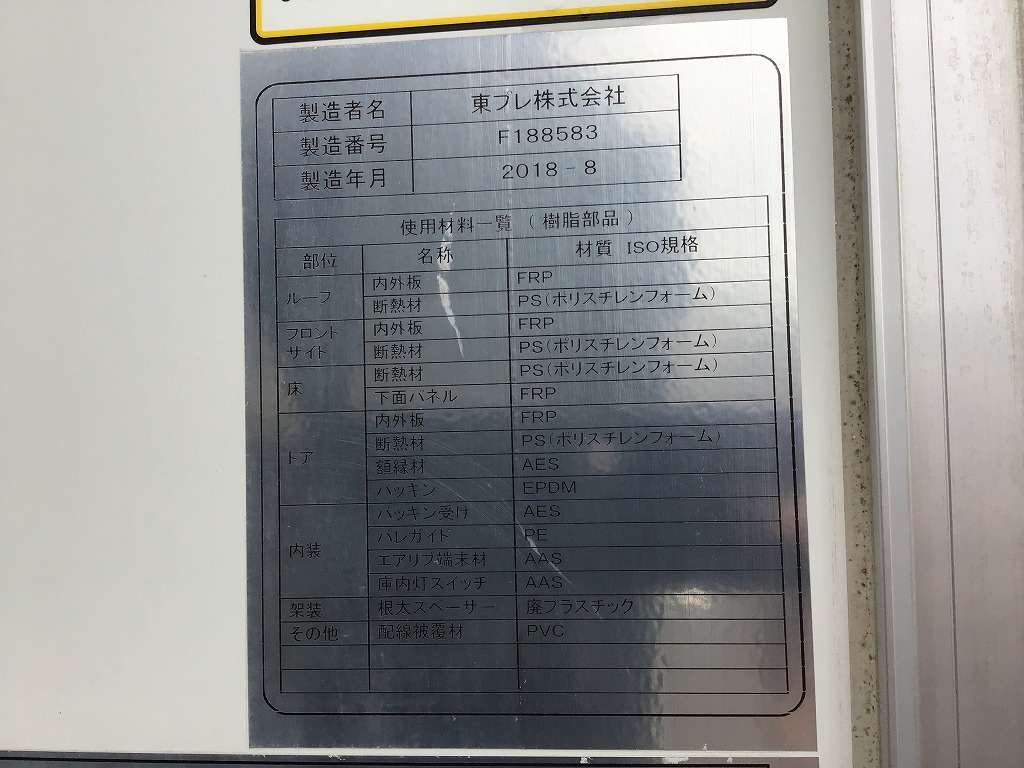 製造者名 東プレ株式会社
製造番号 F188583
製造年月 2018-8
使用材料一覧 (樹脂部品)
部位 名称 材質 ISO規格
ルーフ 内外板 FRP
断熱材 PS(ポリスチレンフォーム)
フロント サイド 内外板 FRP
断熱材 PS(ポリスチレンフォーム)
床 断熱材 PS(ポリスチレンフォーム)
下面パネル FRP
ドア 内外板 FRP
断熱材 PS(ポリスチレンフォーム)
額縁材 AES
パッキン EPDM
内装 パッキン受け AES
バレガイド PE
エアリブ端末材 AAS
庫内灯スイッチ AAS
架装 根太スペーサー 廃プラスチック
その他 配線被覆材 PVC